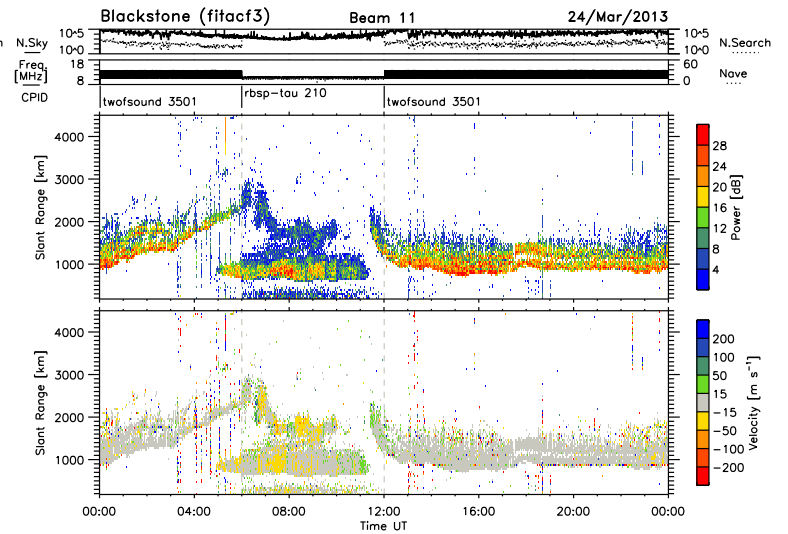 Blackstone (fitacf3) Beam 11 24/Mar/2013
N.Sky 10^5 10^0 10^5 10^0 N.Search
Freq. [MHz] 18 8 60 0 Nave
CPID twofsound 3501 rbsp-tau 210 twofsound 3501
Slant Range [km]
4000
3000
2000
1000
28
24
20
16
12
8
4
Power [dB]
Slant Range [km]
4000
3000
2000
1000
200
100
50
15
-15
-50
-100
-200
Velocity [m s⁻¹]
00:00 04:00 08:00 12:00 16:00 20:00 00:00
Time UT